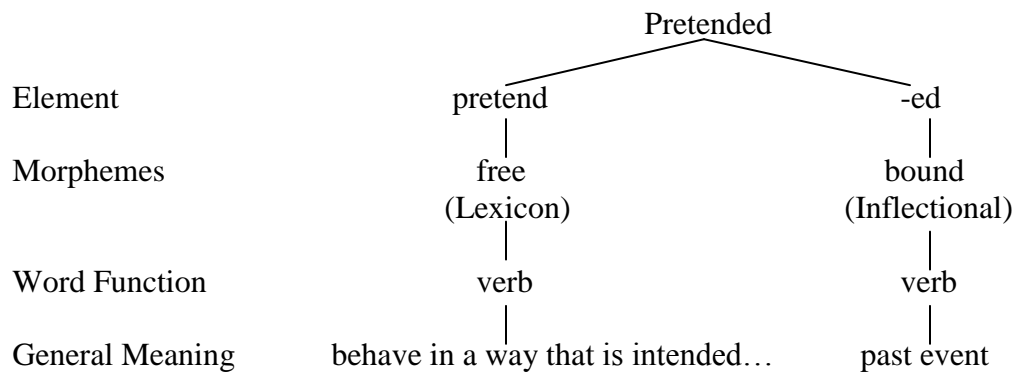 Pretended
Element pretend -ed
Morphemes free bound
(Lexicon) (Inflectional)
Word Function verb verb
General Meaning behave in a way that is intended… past event